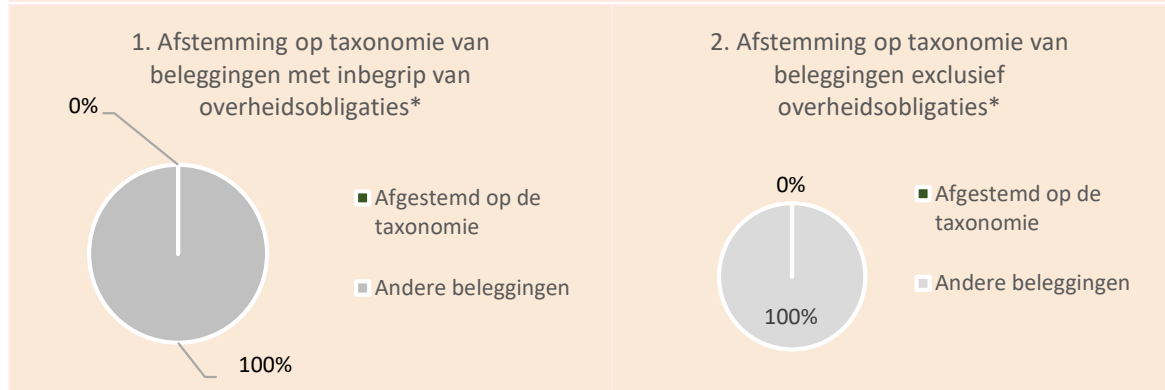 1. Afstemming op taxonomie van
beleggingen met inbegrip van
overheidsobligaties*
0%
Afgestemd op de
taxonomie
Andere beleggingen
100%
2. Afstemming op taxonomie van
beleggingen exclusief
overheidsobligaties*
0%
Afgestemd op de
taxonomie
Andere beleggingen
100%